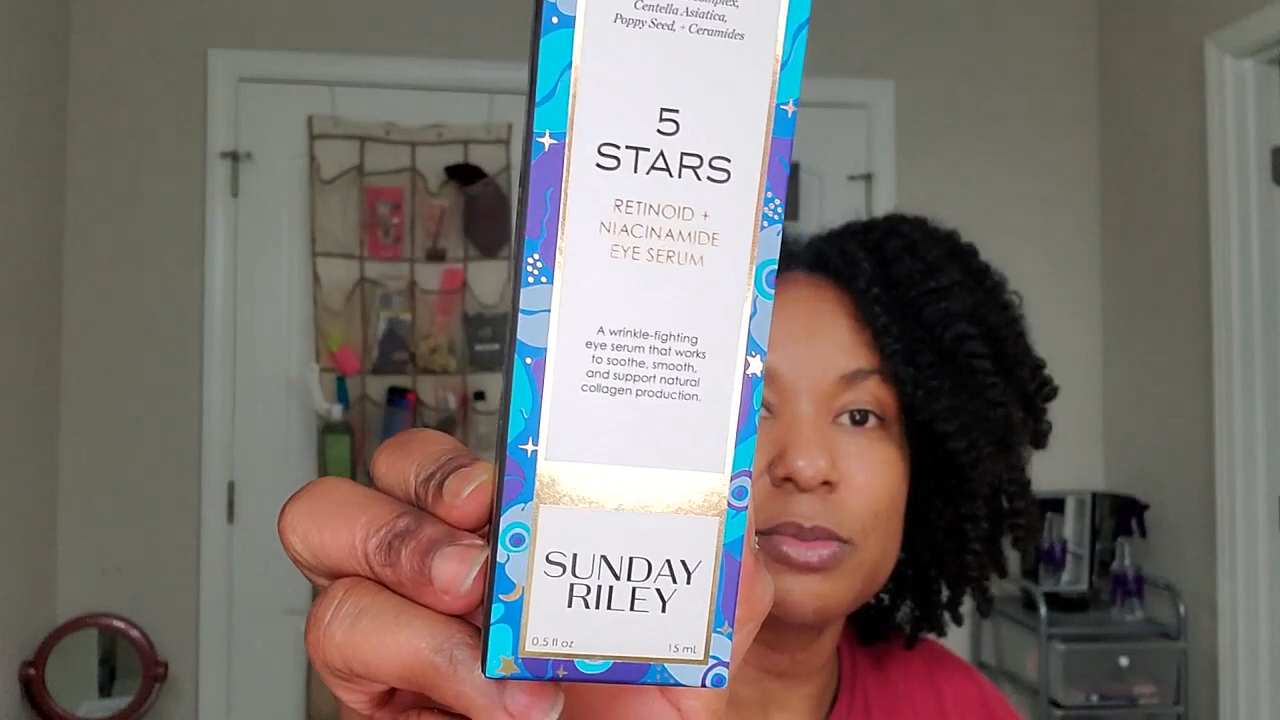 Centella Asiatica,
Poppy Seed, + Ceramides
5
STARS
RETINOID +
NIACINAMIDE
EYE SERUM
A wrinkle-fighting
eye serum that works
to soothe, smooth,
and support natural
collagen production.
SUNDAY
RILEY
0.5 fl oz 15 mL